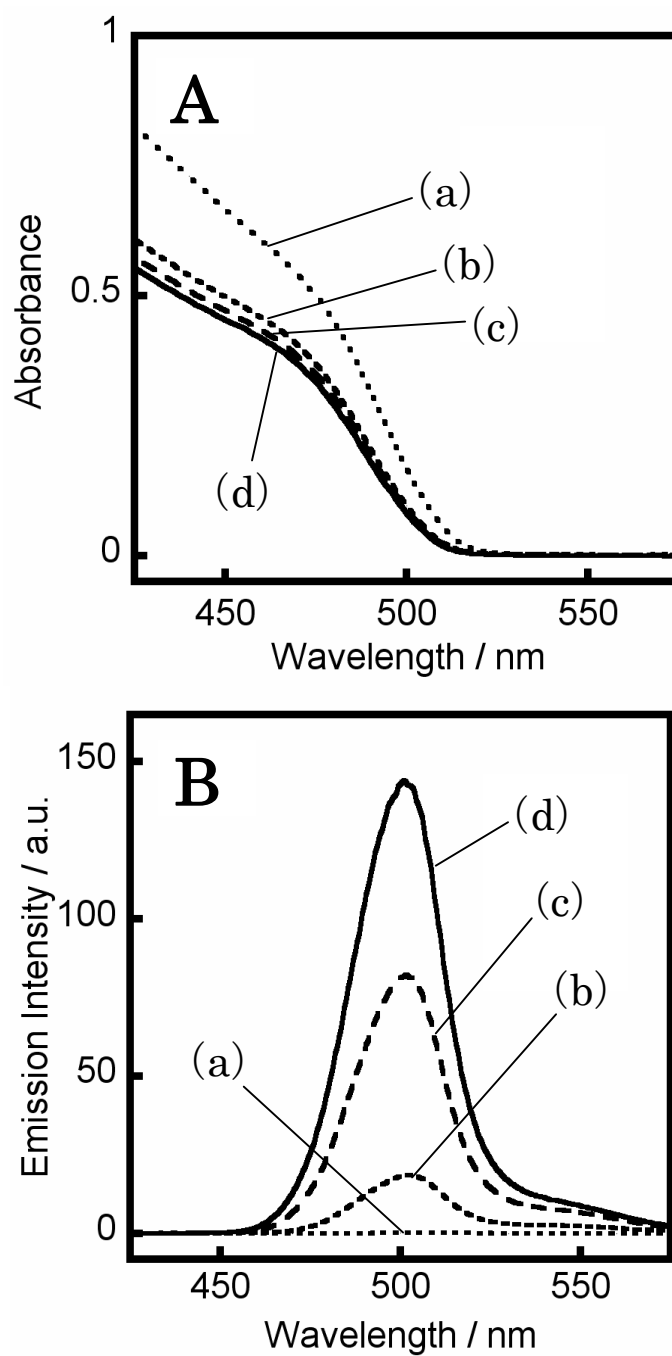 1
A
(a)
(b)
0.5
(c)
(d)
0
Absorbance
450 500 550
Wavelength / nm
150
B
(d)
(c)
100
(b)
(a)
50
0
Emission Intensity / a.u.
450 500 550
Wavelength / nm